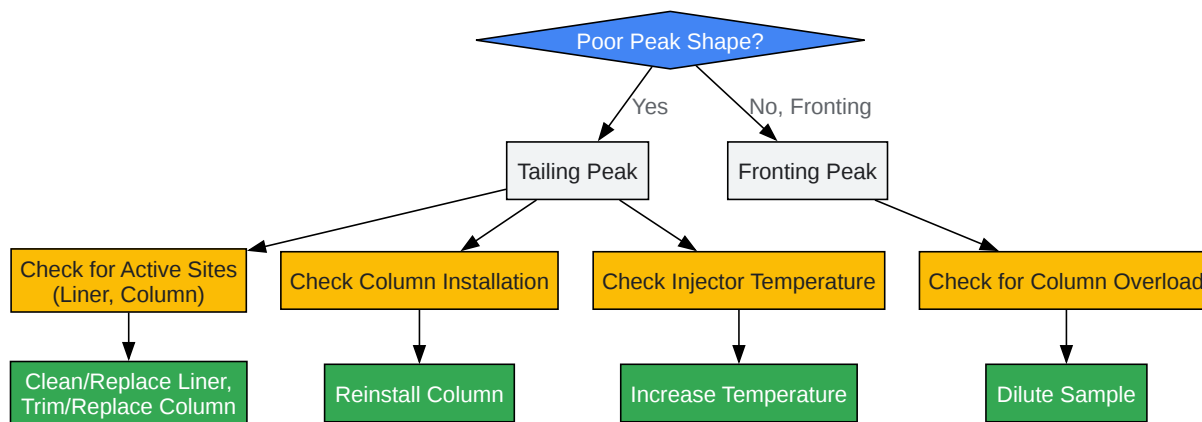 Poor Peak Shape?
Yes
No, Fronting
Tailing Peak
Fronting Peak
Check for Active Sites
(Liner, Column)
Check Column Installation
Check Injector Temperature
Check for Column Overload
Clean/Replace Liner,
Trim/Replace Column
Reinstall Column
Increase Temperature
Dilute Sample